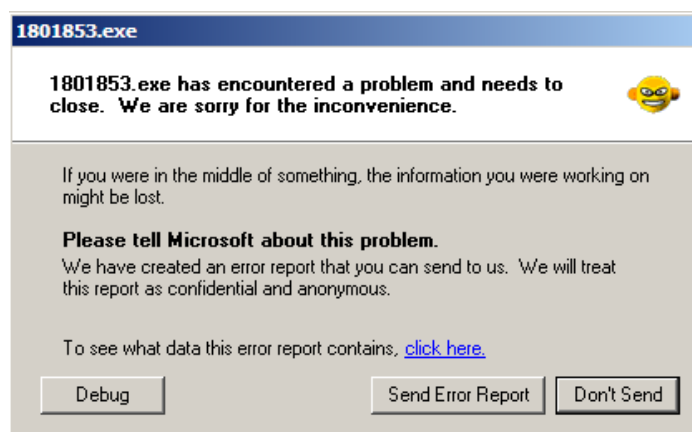 1801853.exe
1801853.exe has encountered a problem and needs to
close.  We are sorry for the inconvenience.
If you were in the middle of something, the information you were working on
might be lost.
Please tell Microsoft about this problem.
We have created an error report that you can send to us.  We will treat
this report as confidential and anonymous.
To see what data this error report contains, click here.
Debug
Send Error Report
Don't Send